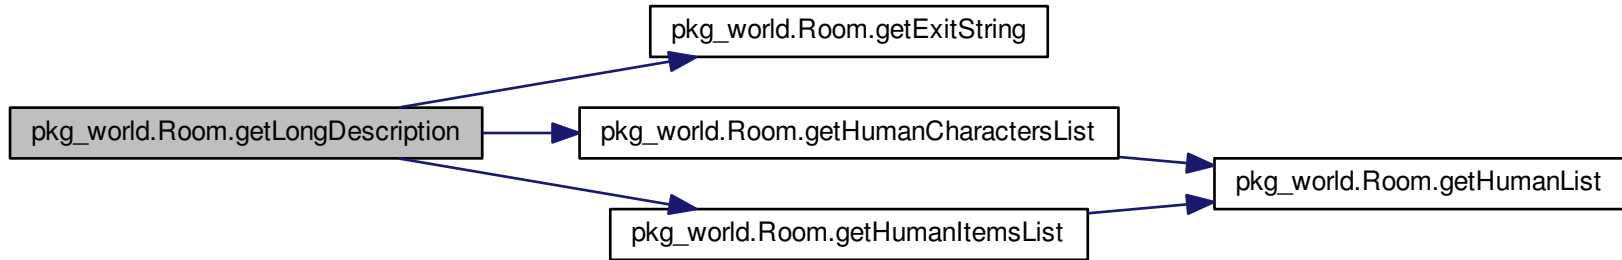 pkg_world.Room.getExitString
pkg_world.Room.getLongDescription
pkg_world.Room.getHumanCharactersList
pkg_world.Room.getHumanList
pkg_world.Room.getHumanItemsList